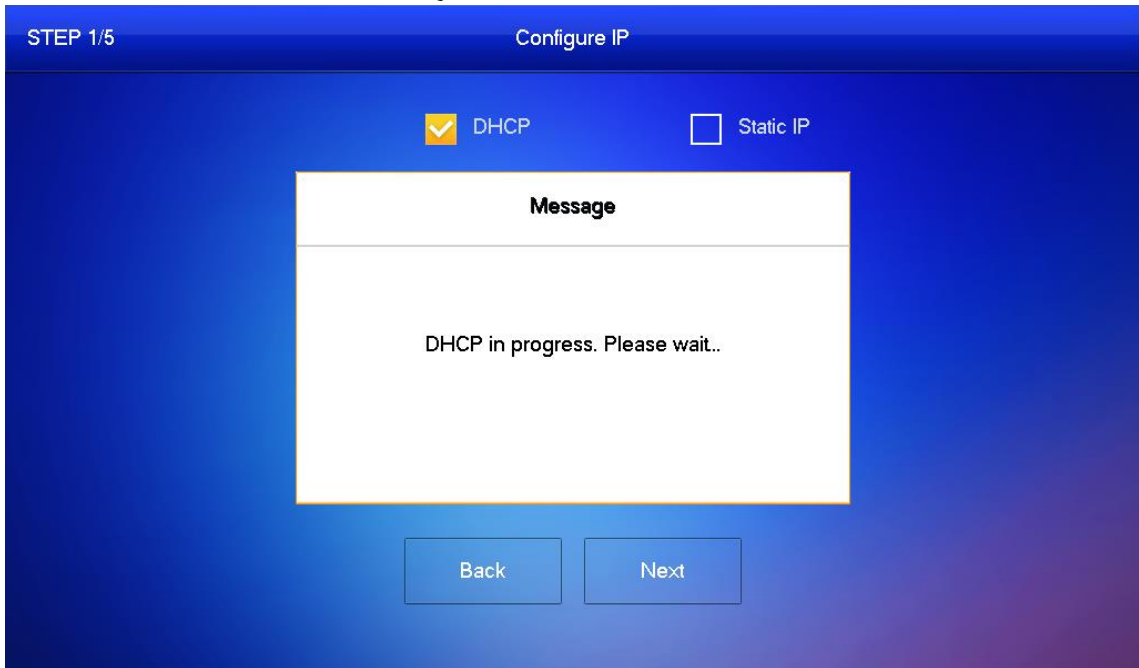 STEP 1/5 Configure IP
DHCP Static IP
Message
DHCP in progress. Please wait..
Back Next